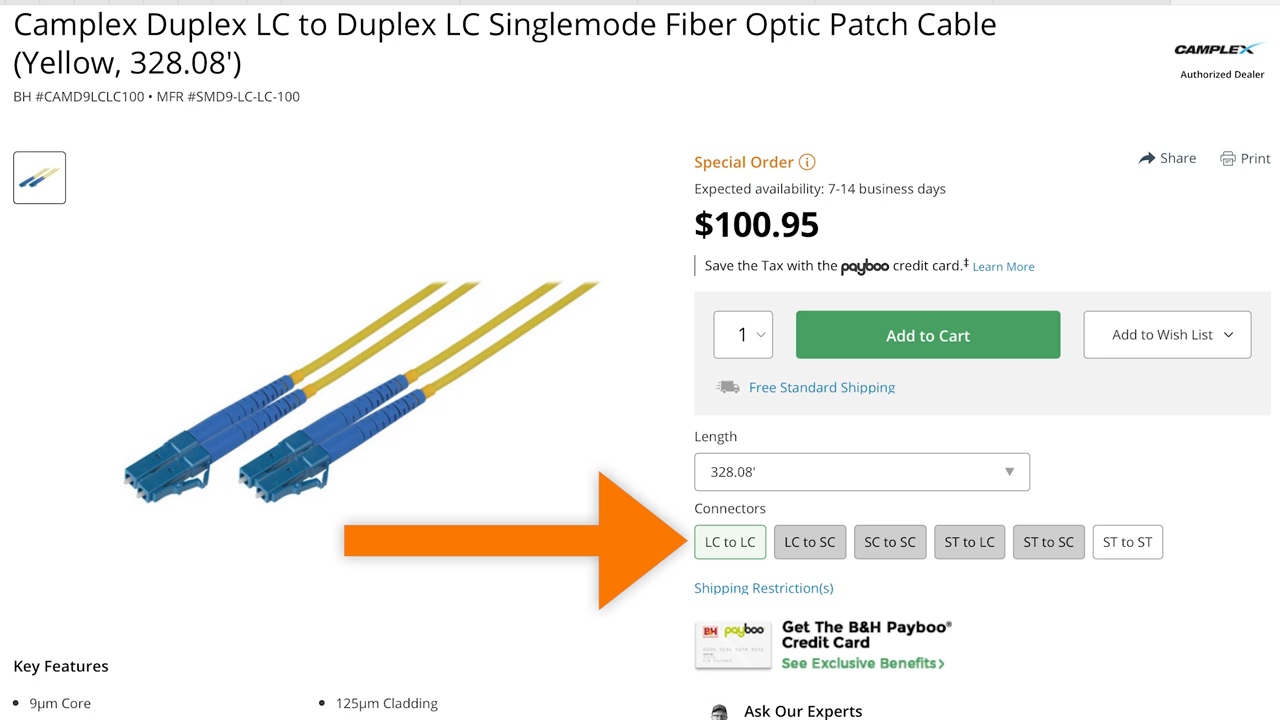 Camplex Duplex LC to Duplex LC Singlemode Fiber Optic Patch Cable
(Yellow, 328.08')
CAMPLEX
Authorized Dealer
BH #CAMD9LCLC100 • MFR #SMD9-LC-LC-100
Special Order
Share
Print
Expected availability: 7-14 business days
$100.95
Save the Tax with the payboo credit card.‡ Learn More
1
Add to Cart
Add to Wish List
Free Standard Shipping
Length
328.08'
Connectors
LC to LC
LC to SC
SC to SC
ST to LC
ST to SC
ST to ST
Shipping Restriction(s)
BH payboo
Get The B&H Payboo®
Credit Card
See Exclusive Benefits›
Key Features
• 9μm Core
• 125μm Cladding
Ask Our Experts